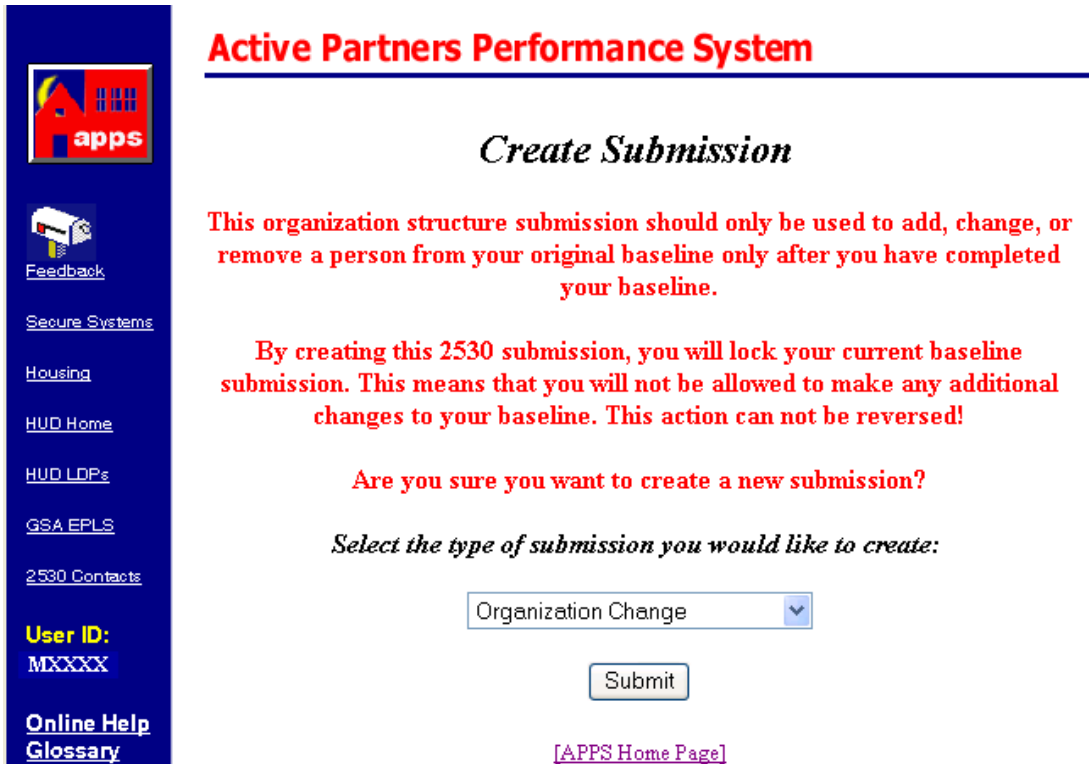 Active Partners Performance System
apps
Create Submission
This organization structure submission should only be used to add, change, or
remove a person from your original baseline only after you have completed
your baseline.
By creating this 2530 submission, you will lock your current baseline
submission. This means that you will not be allowed to make any additional
changes to your baseline. This action can not be reversed!
Are you sure you want to create a new submission?
Select the type of submission you would like to create:
Organization Change
Submit
[APPS Home Page]
Feedback
Secure Systems
Housing
HUD Home
HUD LDPs
GSA EPLS
2530 Contacts
User ID:
MXXXX
Online Help
Glossary